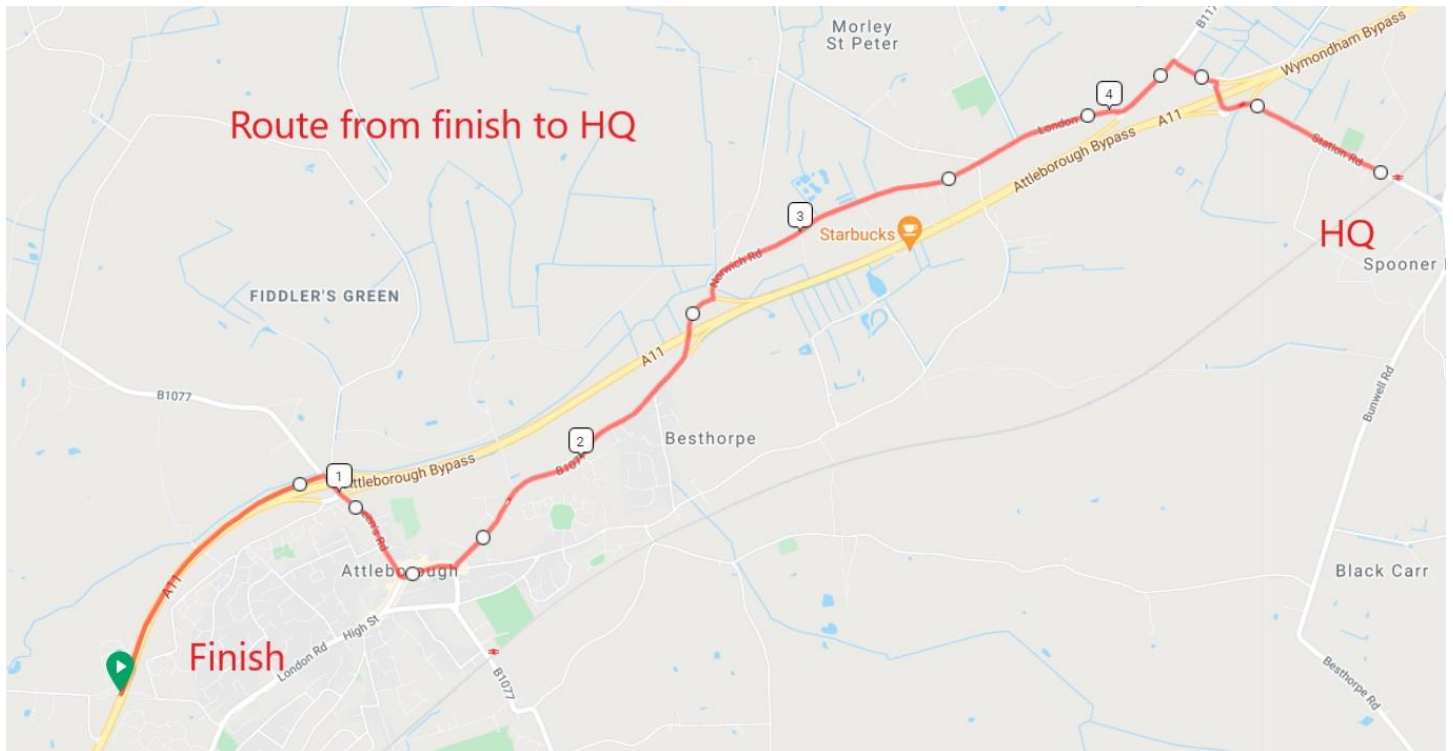 Morley
St Peter
Wymondham Bypass
Route from finish to HQ
4
London
A11
Attleborough Bypass
Station Rd
3
Starbucks
HQ
Norwich Rd
FIDDLER'S GREEN
A11
B1077
Bunwell Rd
2
Besthorpe
1
Attleborough Bypass
B1077
A11
Attleborough
Black Carr
High St
Finish
London Rd
B1077
Besthorpe Rd